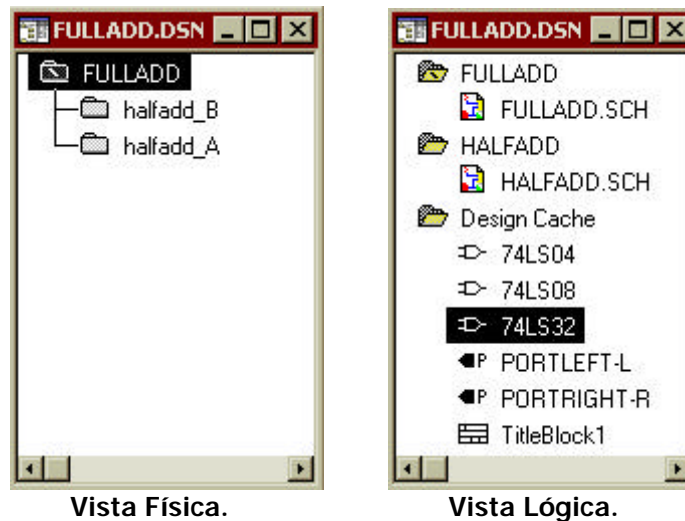 FULLADD.DSN
FULLADD
halfadd_B
halfadd_A
Vista Física.
FULLADD.DSN
FULLADD
FULLADD.SCH
HALFADD
HALFADD.SCH
Design Cache
74LS04
74LS08
74LS32
P PORTLEFT-L
P PORTRIGHT-R
TitleBlock1
Vista Lógica.